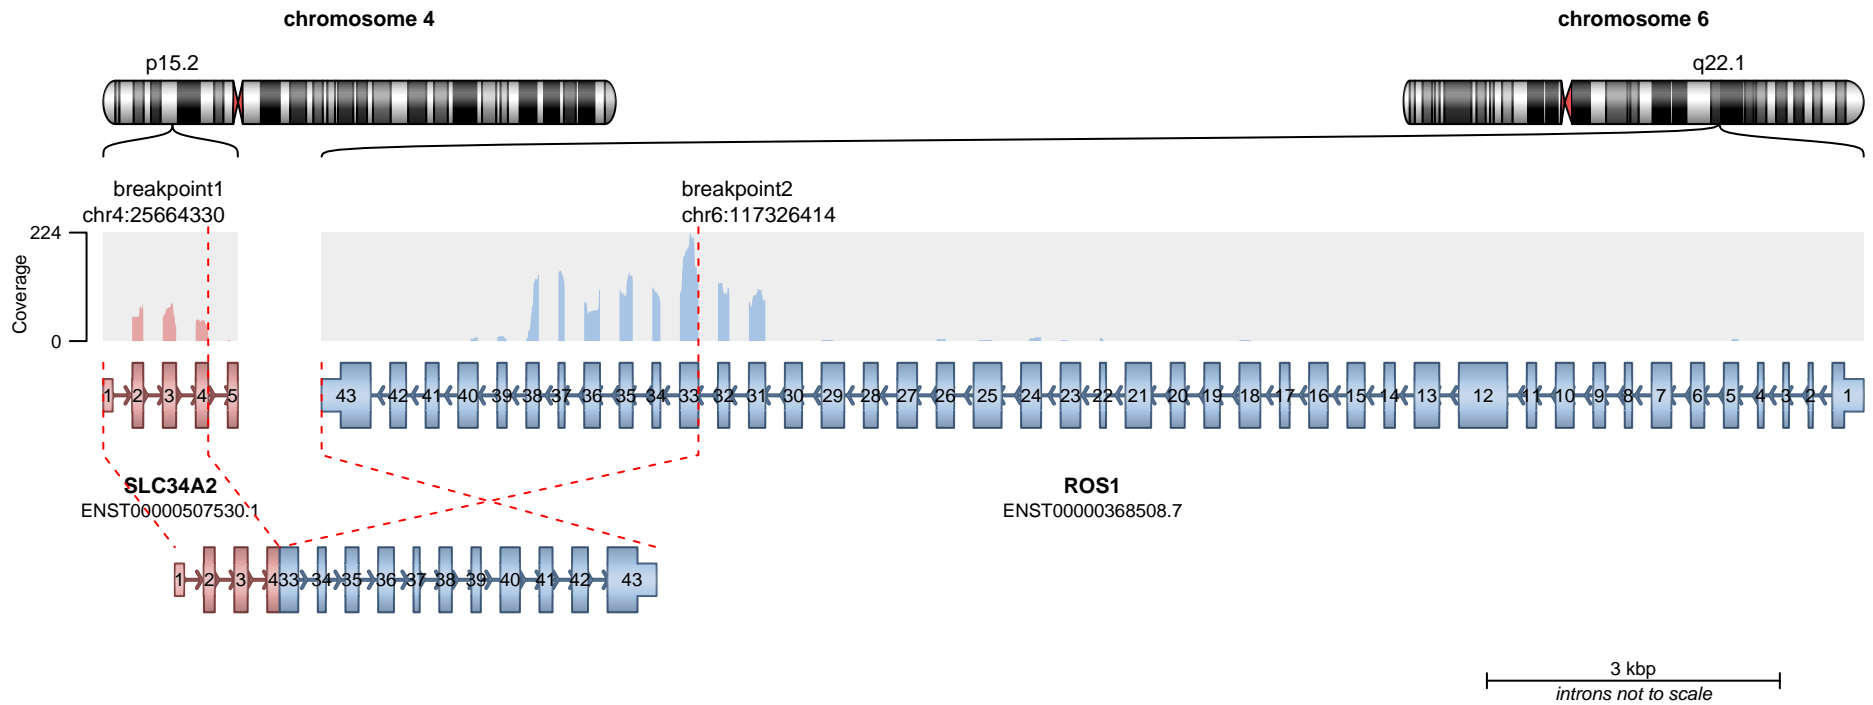 chromosome 4
chromosome 6
p15.2
q22.1
breakpoint1
chr4:25664330
breakpoint2
chr6:117326414
224
0
Coverage
1 2 3 4 5
43 42 41 40 39 38 37 36 35 34 33 32 31 30 29 28 27 26 25 24 23 22 21 20 19 18 17 16 15 14 13 12 11 10 9 8 7 6 5 4 3 2 1
SLC34A2
ENST00000507530.1
ROS1
ENST00000368508.7
1 2 3 4 33 34 35 36 37 38 39 40 41 42 43
3 kbp
introns not to scale